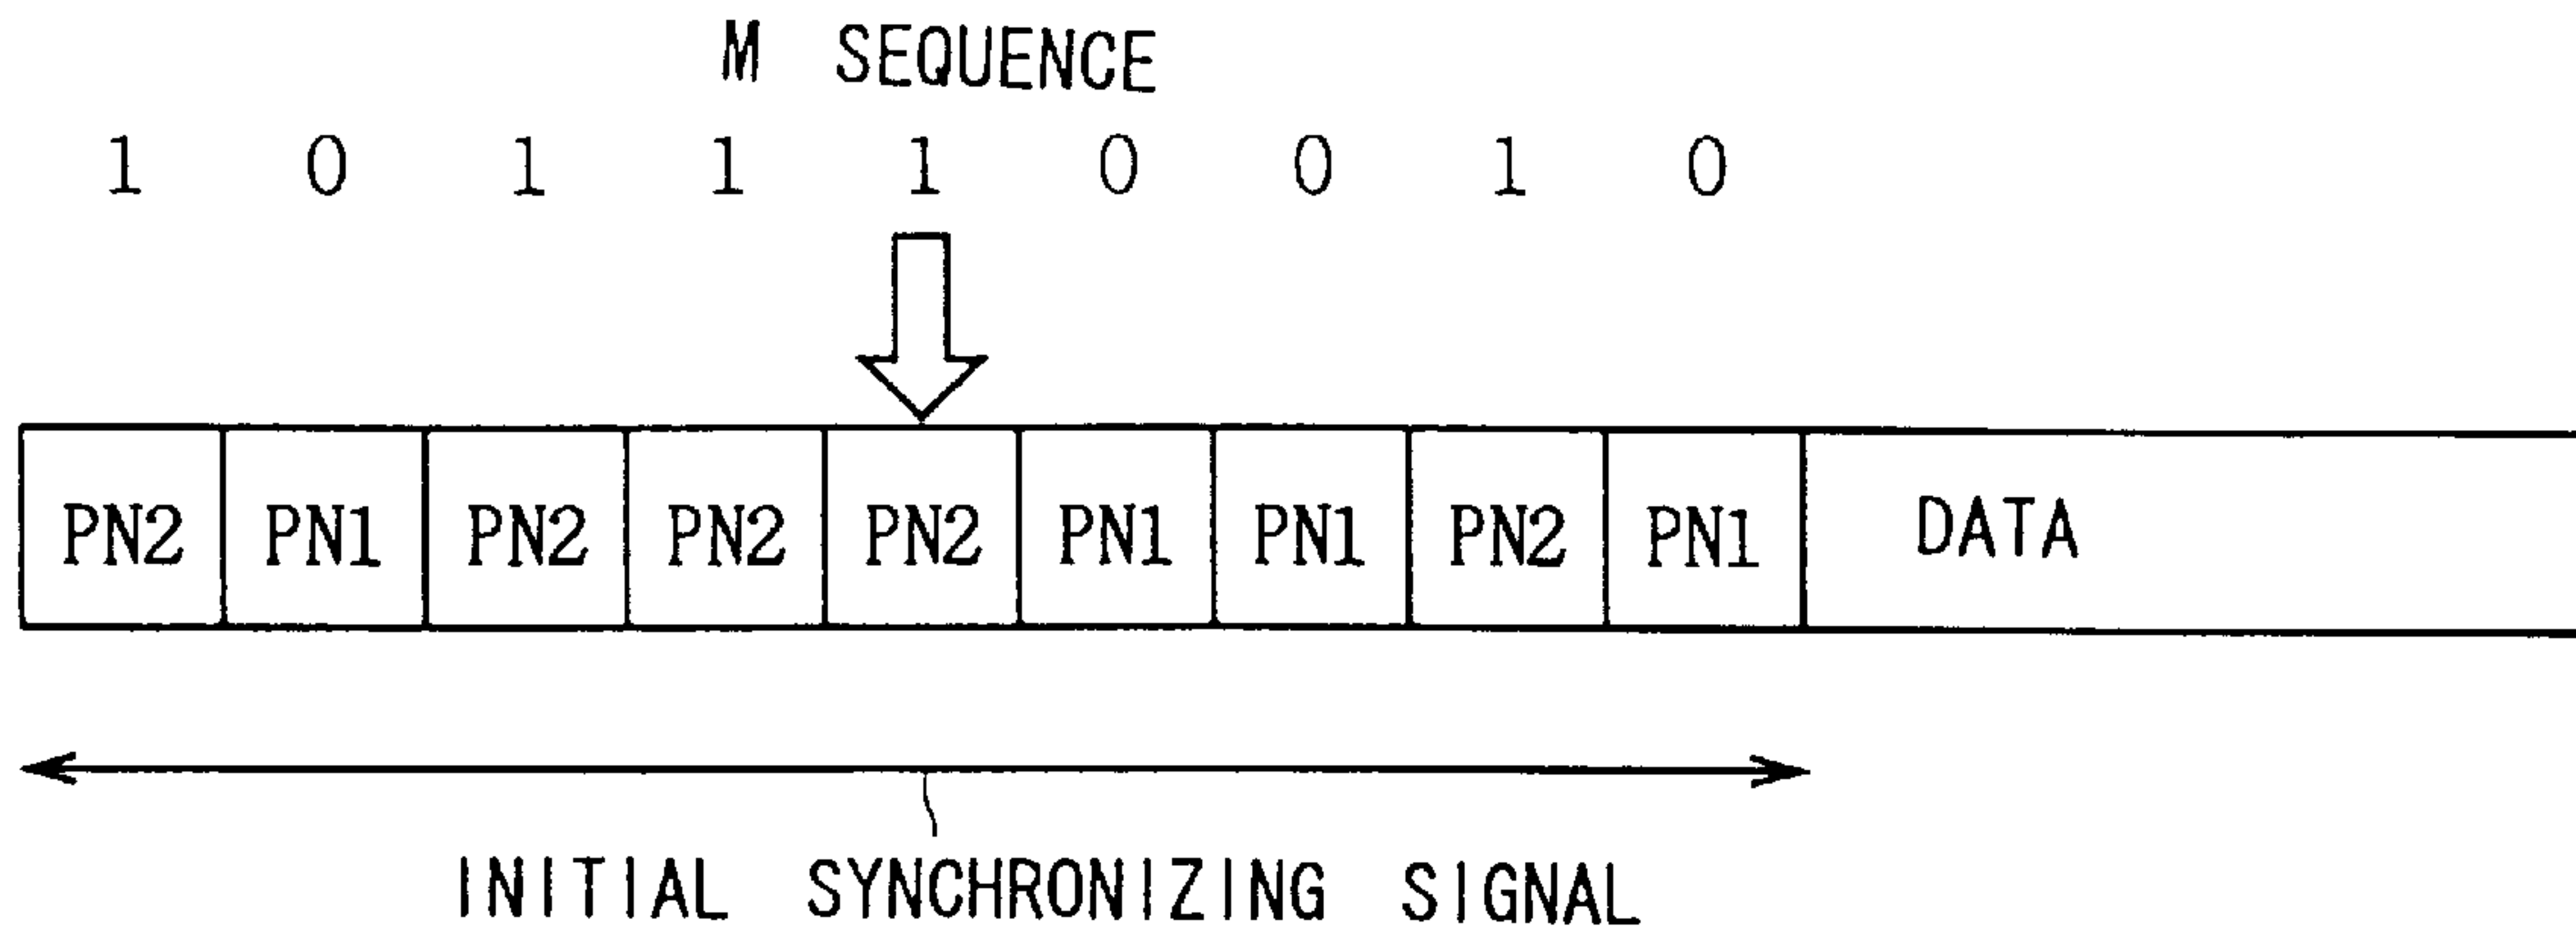 M SEQUENCE
1 0 1 1 1 0 0 1 0
PN2 PN1 PN2 PN2 PN2 PN1 PN1 PN2 PN1 DATA
INITIAL SYNCHRONIZING SIGNAL